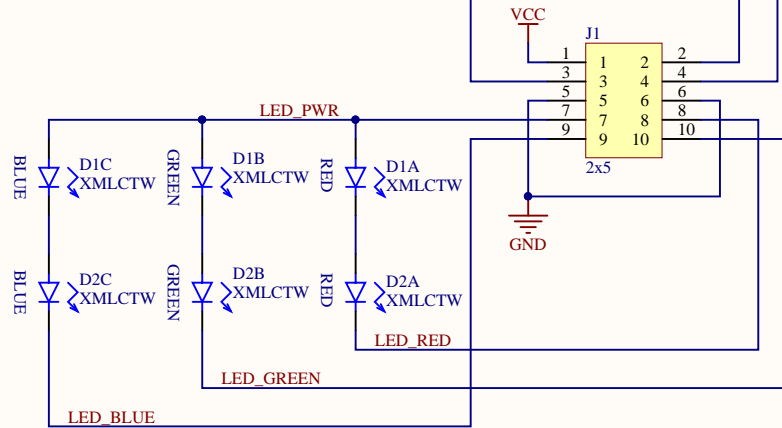 VCC
J1
1 1 2 2
3 3 4 4
5 5 6 6
7 7 8 8
9 9 10 10
2x5
GND
LED_PWR
BLUE
D1C
XMLCTW
GREEN
D1B
XMLCTW
RED
D1A
XMLCTW
BLUE
D2C
XMLCTW
GREEN
D2B
XMLCTW
RED
D2A
XMLCTW
LED_RED
LED_GREEN
LED_BLUE